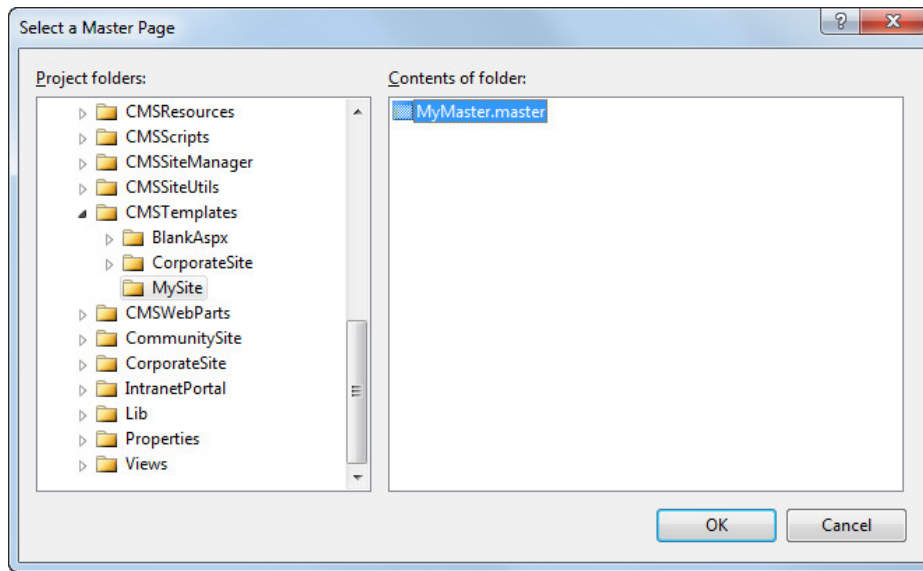 Select a Master Page
Project folders:
CMSResources
CMSScripts
CMSSiteManager
CMSSiteUtils
CMSTemplates
BlankAspx
CorporateSite
MySite
CMSWebParts
CommunitySite
CorporateSite
IntranetPortal
Lib
Properties
Views
Contents of folder:
MyMaster.master
OK
Cancel